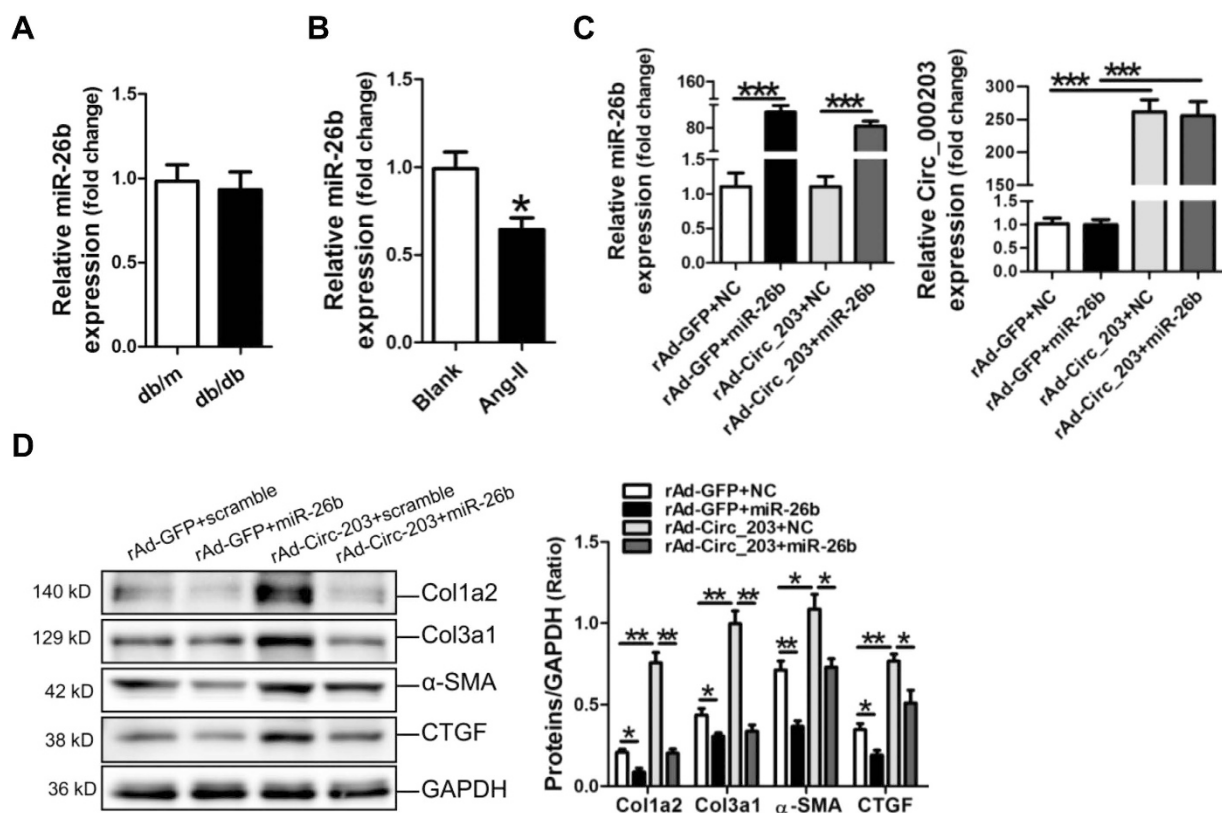 A
Relative miR-26b
expression (fold change)
1.5
1.0
0.5
0.0
db/m
db/db
B
Relative miR-26b
expression (fold change)
1.5
1.0
0.5
0.0
*
Blank
Ang-II
C
Relative miR-26b
expression (fold change)
160
80
1.5
1.0
0.5
0.0
***
***
rAd-GFP+NC
rAd-GFP+miR-26b
rAd-Circ_203+NC
rAd-Circ_203+miR-26b
Relative Circ_000203
expression (fold change)
300
250
200
150
1.5
1.0
0.5
0.0
***
***
rAd-GFP+NC
rAd-GFP+miR-26b
rAd-Circ_203+NC
rAd-Circ_203+miR-26b
D
rAd-GFP+scramble
rAd-GFP+miR-26b
rAd-Circ-203+scramble
rAd-Circ-203+miR-26b
140 kD
Col1a2
129 kD
Col3a1
42 kD
α-SMA
38 kD
CTGF
36 kD
GAPDH
rAd-GFP+NC
rAd-GFP+miR-26b
rAd-Circ_203+NC
rAd-Circ_203+miR-26b
Proteins/GAPDH (Ratio)
1.5
1.0
0.5
0.0
** **
*
** **
*
* *
**
** *
*
Col1a2 Col3a1 α-SMA CTGF